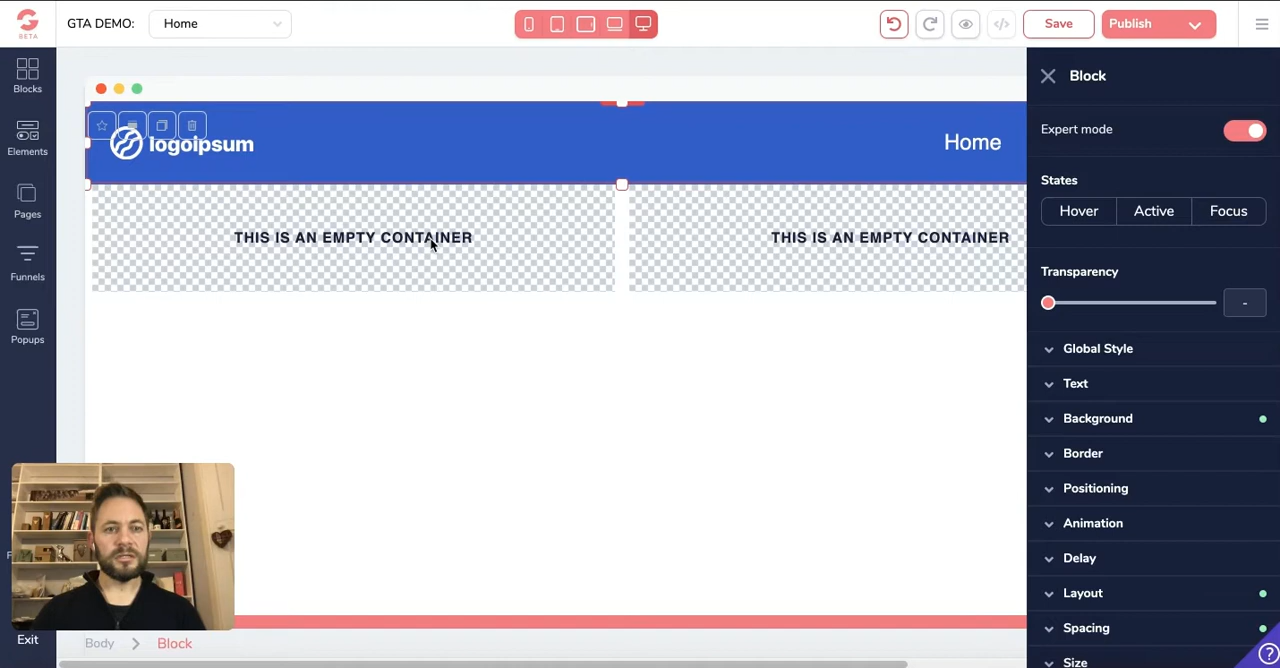 BETA
GTA DEMO:
Home
Save
Publish
Blocks
Elements
Pages
Funnels
Popups
Exit
logoipsum
Home
THIS IS AN EMPTY CONTAINER
THIS IS AN EMPTY CONTAINER
Body
Block
Block
Expert mode
States
Hover
Active
Focus
Transparency
-
Global Style
Text
Background
Border
Positioning
Animation
Delay
Layout
Spacing
Size
?